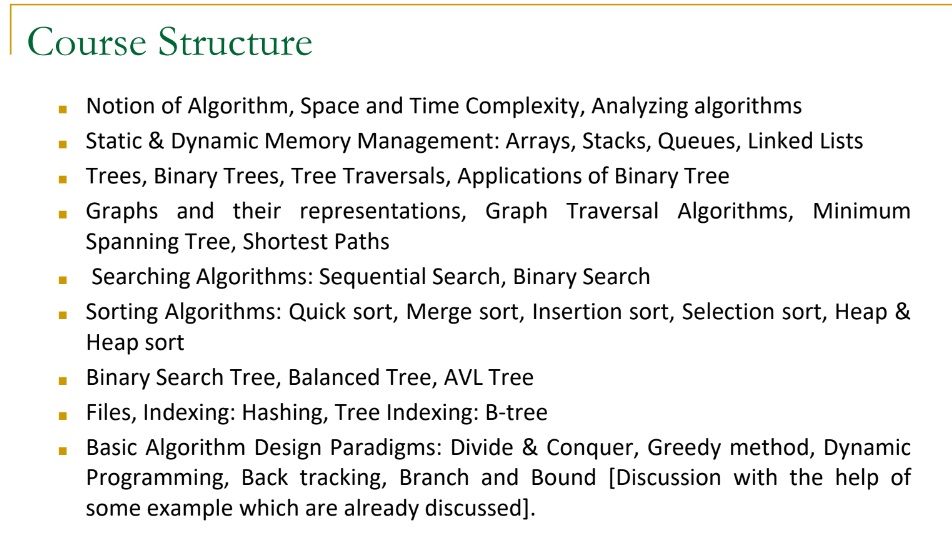 Course Structure
Notion of Algorithm, Space and Time Complexity, Analyzing algorithms
Static & Dynamic Memory Management: Arrays, Stacks, Queues, Linked Lists
Trees, Binary Trees, Tree Traversals, Applications of Binary Tree
Graphs and their representations, Graph Traversal Algorithms, Minimum
Spanning Tree, Shortest Paths
Searching Algorithms: Sequential Search, Binary Search
Sorting Algorithms: Quick sort, Merge sort, Insertion sort, Selection sort, Heap &
Heap sort
Binary Search Tree, Balanced Tree, AVL Tree
Files, Indexing: Hashing, Tree Indexing: B-tree
Basic Algorithm Design Paradigms: Divide & Conquer, Greedy method, Dynamic
Programming, Back tracking, Branch and Bound [Discussion with the help of
some example which are already discussed].